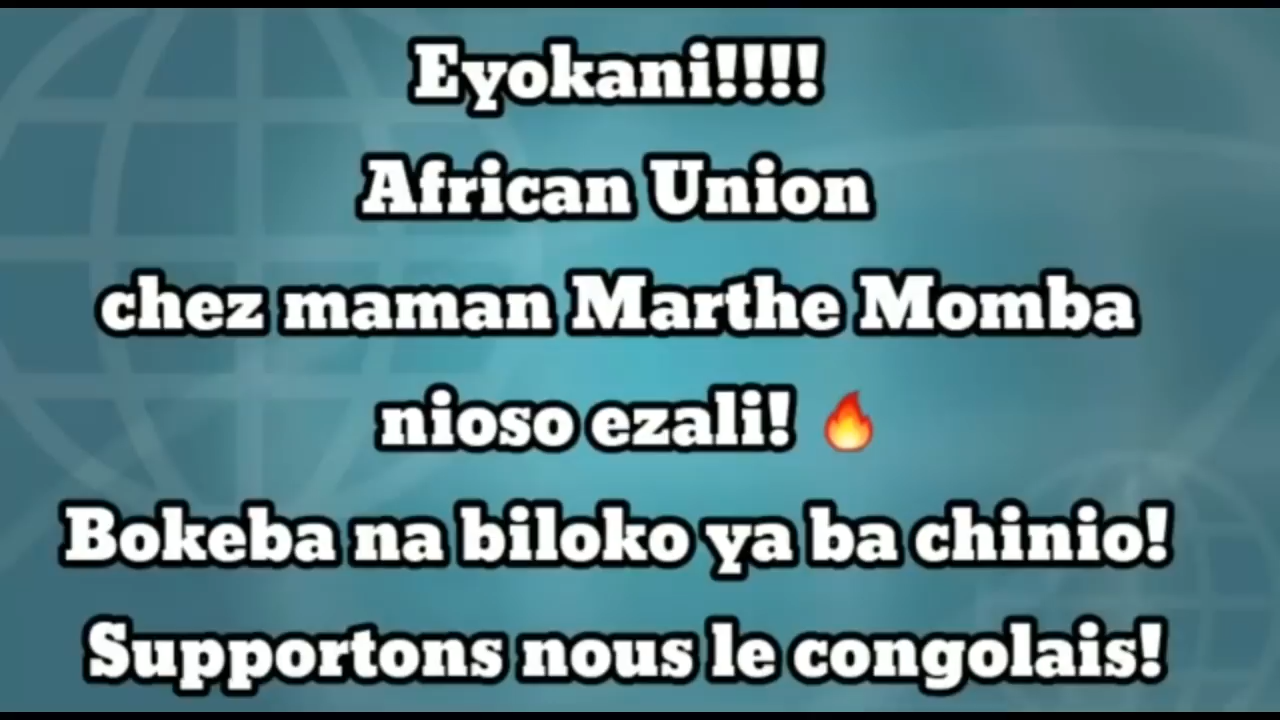 Eyokani!!!!
African Union
chez maman Marthe Momba
nioso ezali! 🔥
Bokeba na biloko ya ba chinio!
Supportons nous le congolais!